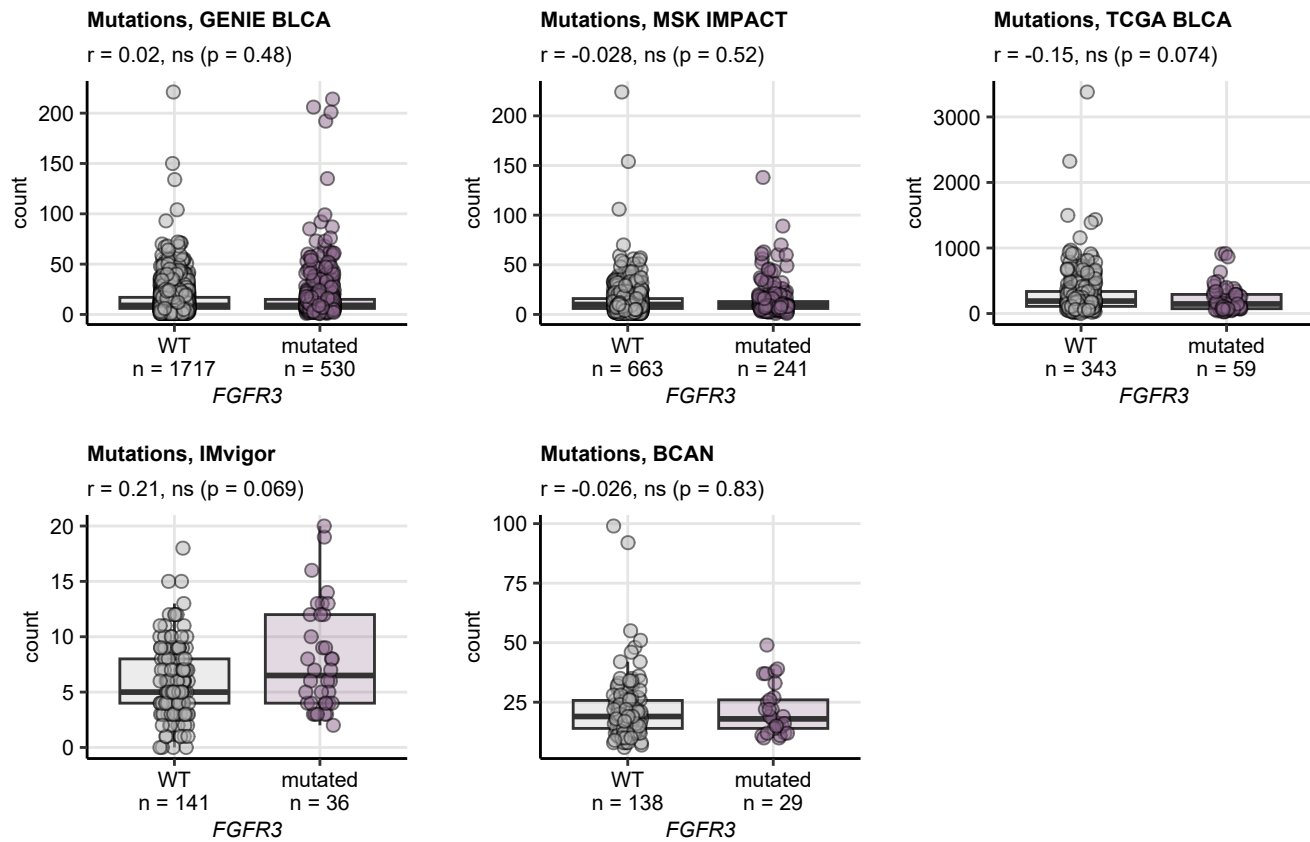 Mutations, GENIE BLCA
r = 0.02, ns (p = 0.48)
count
200
150
100
50
0
WT
mutated
n = 1717
n = 530
FGFR3
Mutations, MSK IMPACT
r = -0.028, ns (p = 0.52)
count
200
150
100
50
0
WT
mutated
n = 663
n = 241
FGFR3
Mutations, TCGA BLCA
r = -0.15, ns (p = 0.074)
count
3000
2000
1000
0
WT
mutated
n = 343
n = 59
FGFR3
Mutations, IMvigor
r = 0.21, ns (p = 0.069)
count
20
15
10
5
0
WT
mutated
n = 141
n = 36
FGFR3
Mutations, BCAN
r = -0.026, ns (p = 0.83)
count
100
75
50
25
WT
mutated
n = 138
n = 29
FGFR3